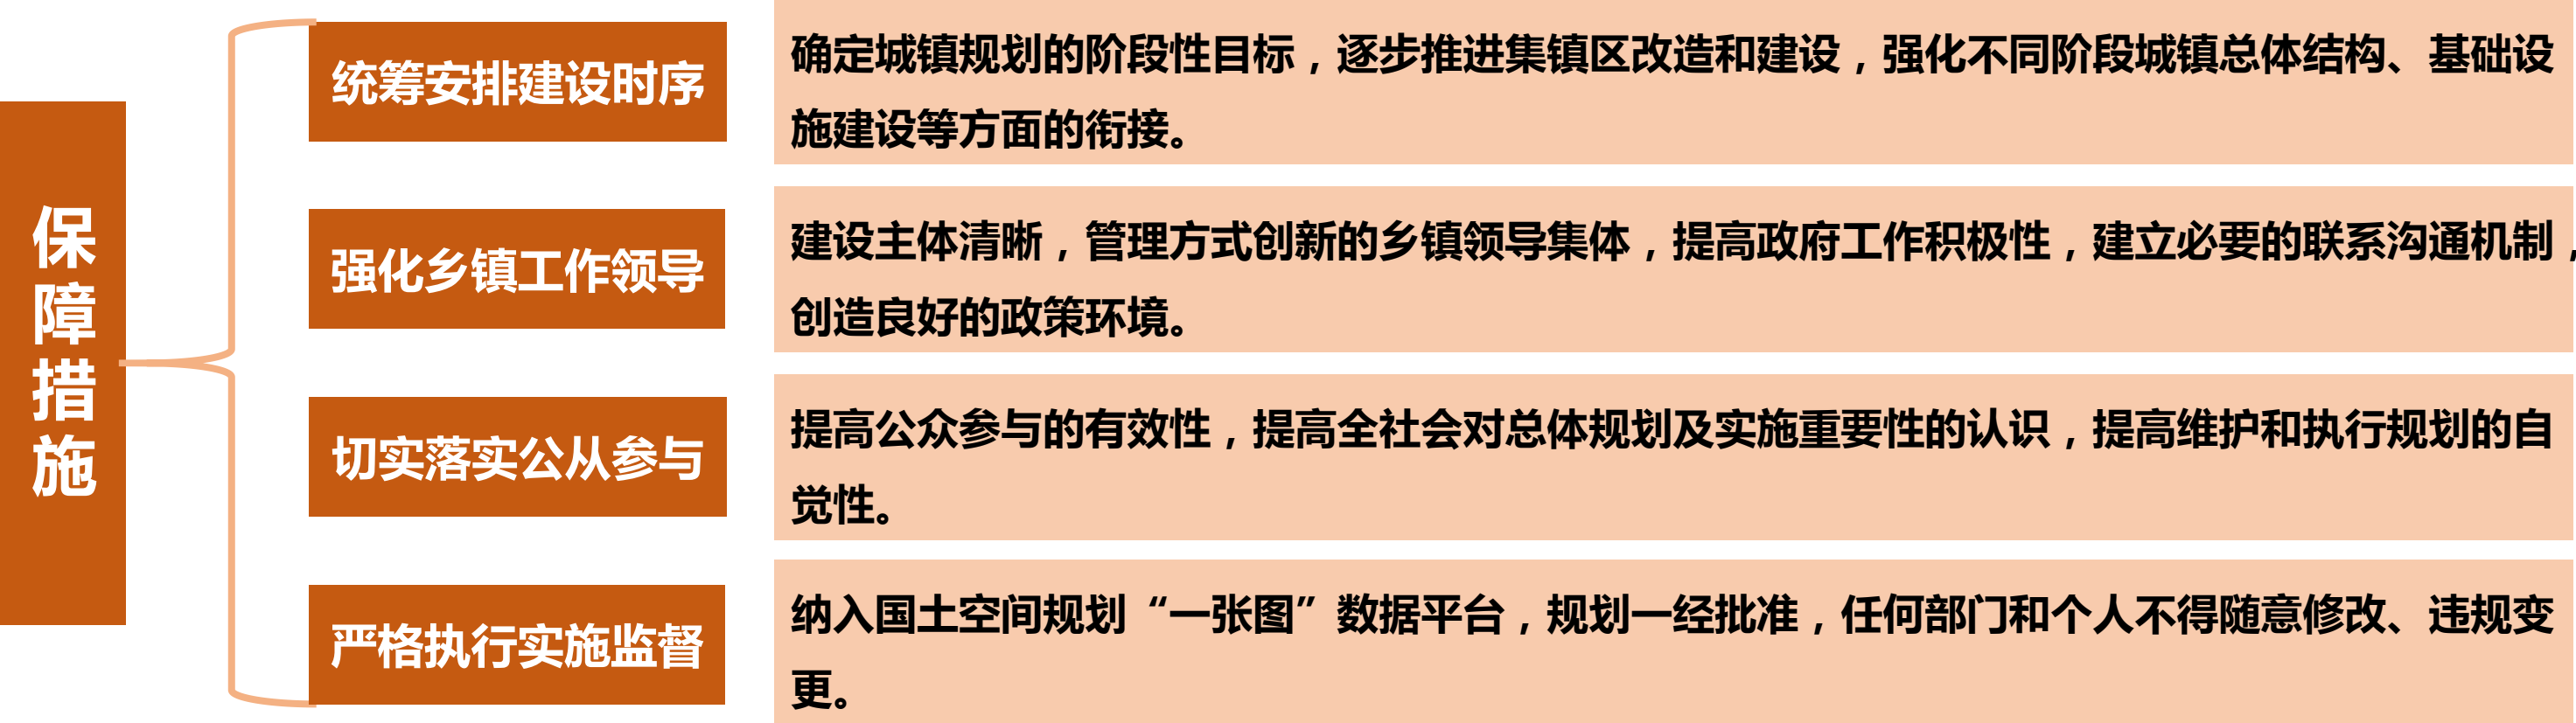 保障措施
统筹安排建设时序
确定城镇规划的阶段性目标，逐步推进集镇区改造和建设，强化不同阶段城镇总体结构、基础设
施建设等方面的衔接。
强化乡镇工作领导
建设主体清晰，管理方式创新的乡镇领导集体，提高政府工作积极性，建立必要的联系沟通机制，
创造良好的政策环境。
切实落实公从参与
提高公众参与的有效性，提高全社会对总体规划及实施重要性的认识，提高维护和执行规划的自
觉性。
严格执行实施监督
纳入国土空间规划“一张图”数据平台，规划一经批准，任何部门和个人不得随意修改、违规变
更。